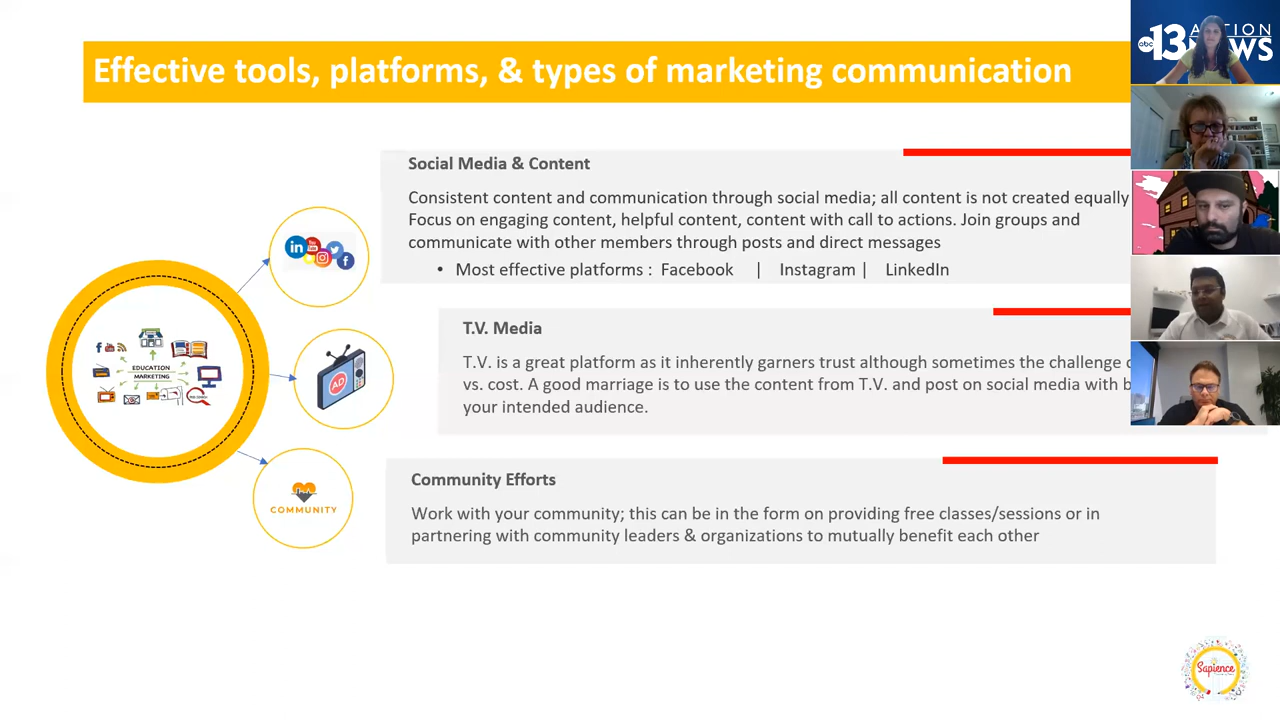 Effective tools, platforms, & types of marketing communication
abc 13 ACTION
NEWS
Social Media & Content
Consistent content and communication through social media; all content is not created equally
Focus on engaging content, helpful content, content with call to actions. Join groups and
communicate with other members through posts and direct messages
• Most effective platforms : Facebook | Instagram | LinkedIn
in
You
Tube
f
EDUCATION
MARKETING
AD
T.V. Media
T.V. is a great platform as it inherently garners trust although sometimes the challenge
vs. cost. A good marriage is to use the content from T.V. and post on social media with
your intended audience.
COMMUNITY
Community Efforts
Work with your community; this can be in the form on providing free classes/sessions or in
partnering with community leaders & organizations to mutually benefit each other
Sapience